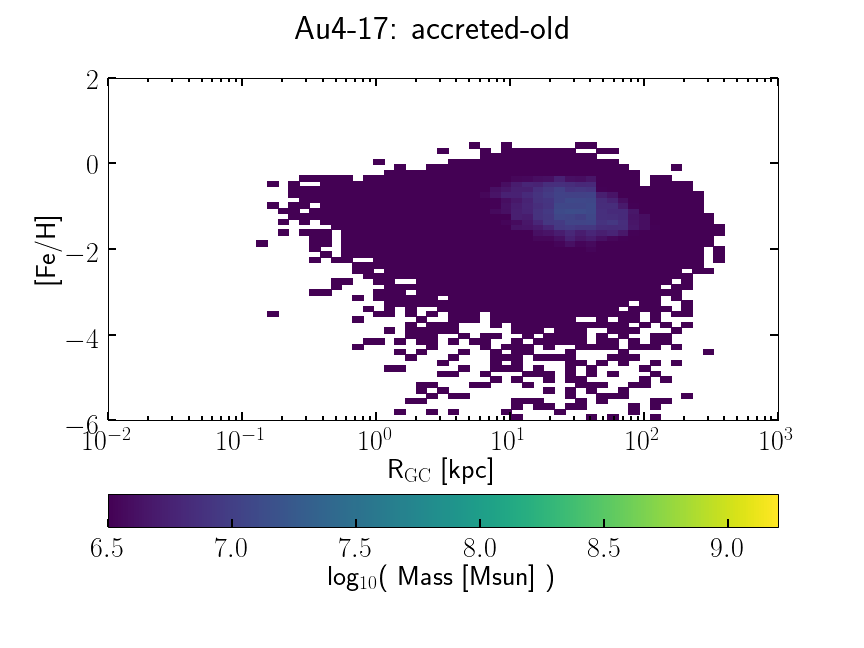 Au4-17: accreted-old
2
0
−2
−4
−6
[Fe/H]
10⁻² 10⁻¹ 10⁰ 10¹ 10² 10³
R_GC [kpc]
6.5 7.0 7.5 8.0 8.5 9.0
log₁₀( Mass [Msun] )